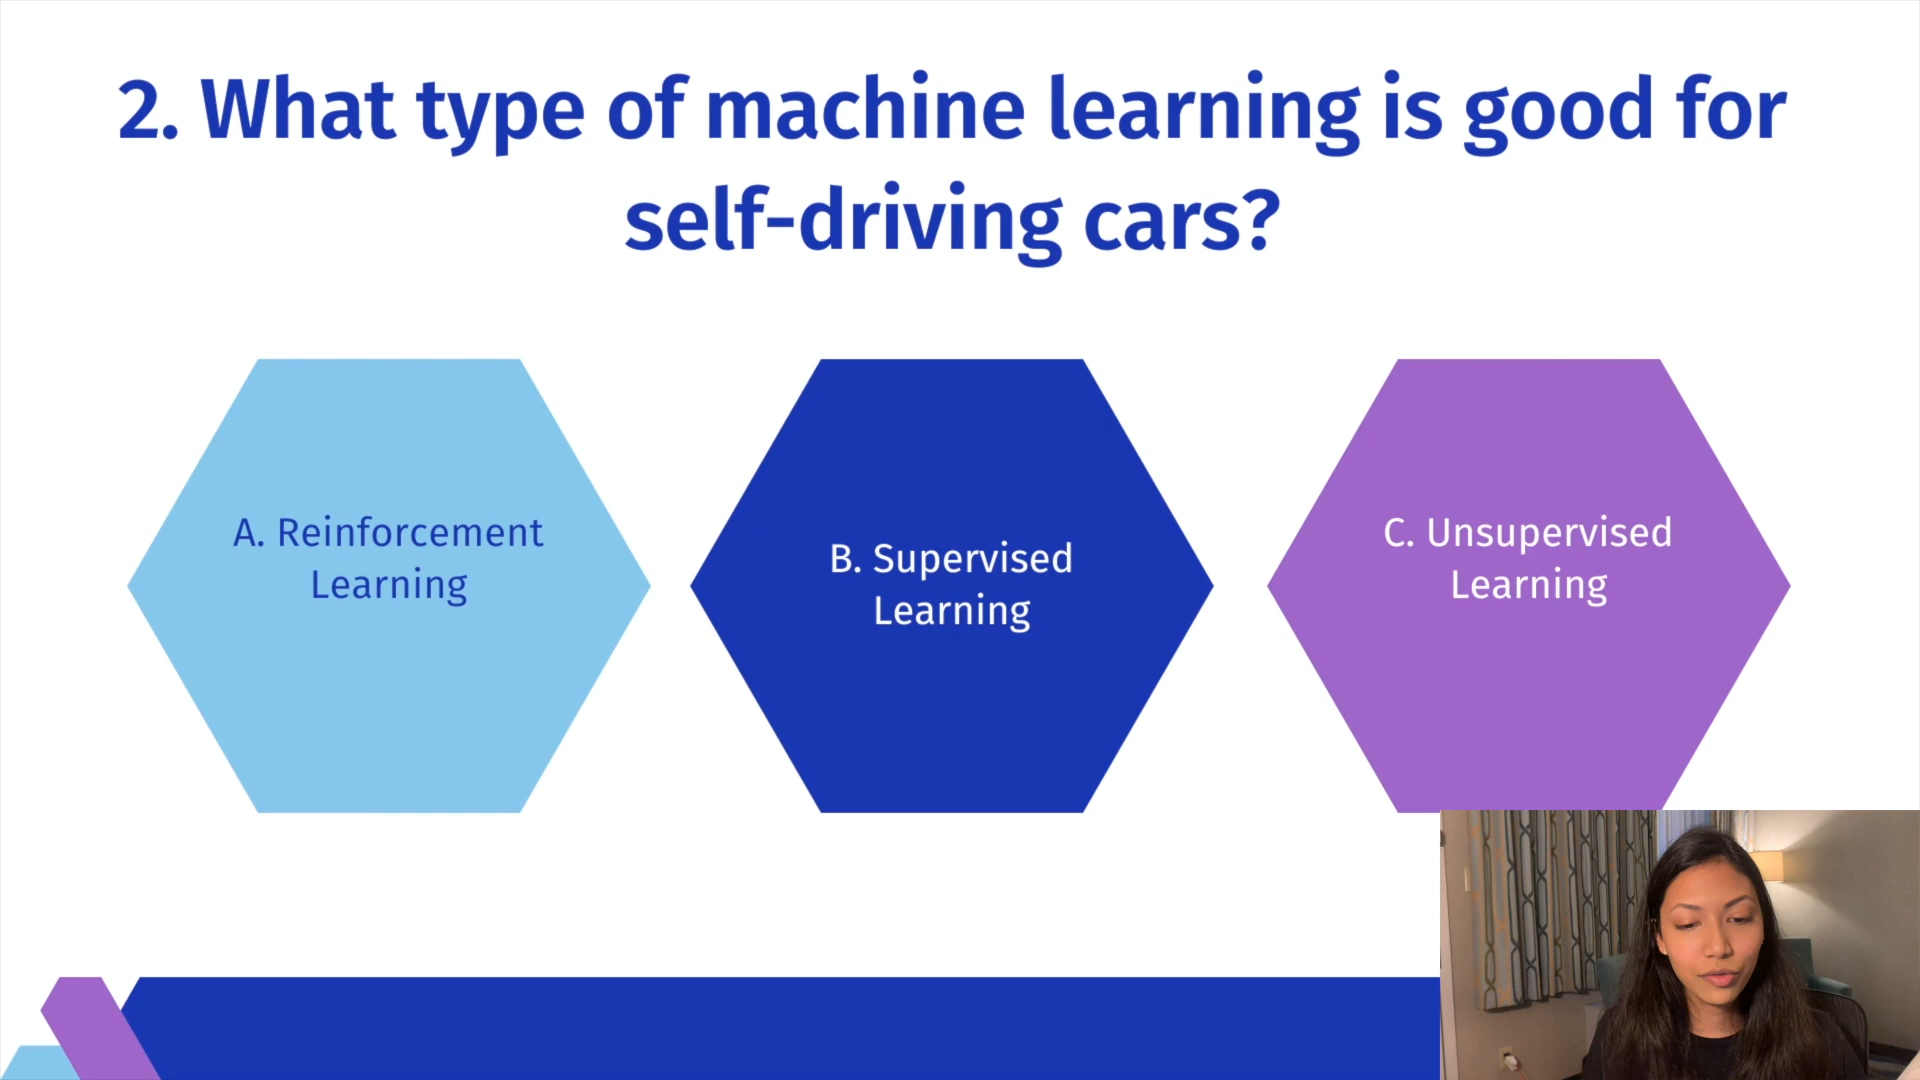 2. What type of machine learning is good for
self-driving cars?
A. Reinforcement
Learning
B. Supervised
Learning
C. Unsupervised
Learning